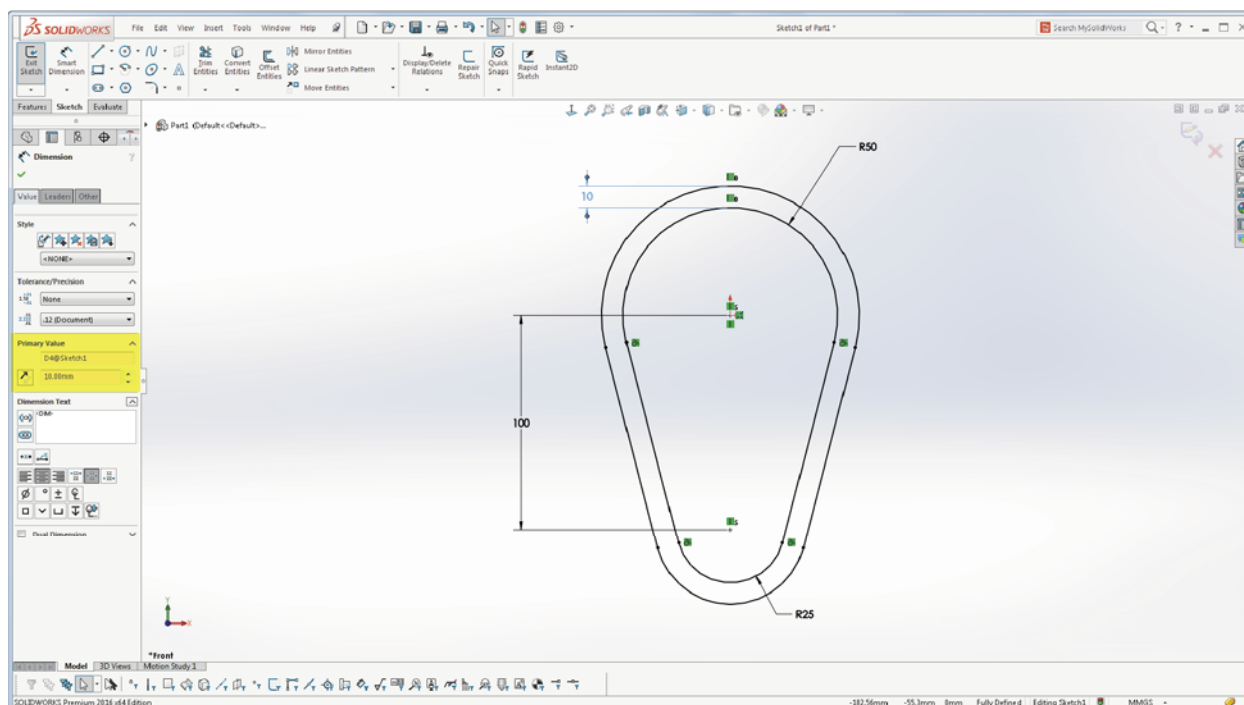 SOLIDWORKS File Edit View Insert Tools Window Help Sketch1 of Part1 * Search MySolidWorks ?
Exit Sketch
Smart Dimension
Trim Entities
Convert Entities
Offset Entities
Mirror Entities
Linear Sketch Pattern
Move Entities
Display/Delete Relations
Repair Sketch
Quick Snaps
Rapid Sketch
Instant2D
Features Sketch Evaluate
Part1 (Default<<Default>...
Dimension ?
Value Leaders Other
Style
<NONE>
Tolerance/Precision
None
.12 (Document)
Primary Value
D4@Sketch1
10.00mm
Dimension Text
<DIM>
Dual Dimension
R50
10
100
R25
Y
X
*Front
Model 3D Views Motion Study 1
SOLIDWORKS Premium 2016 x64 Edition -182.56mm -55.3mm 0mm Fully Defined Editing Sketch1 MMGS